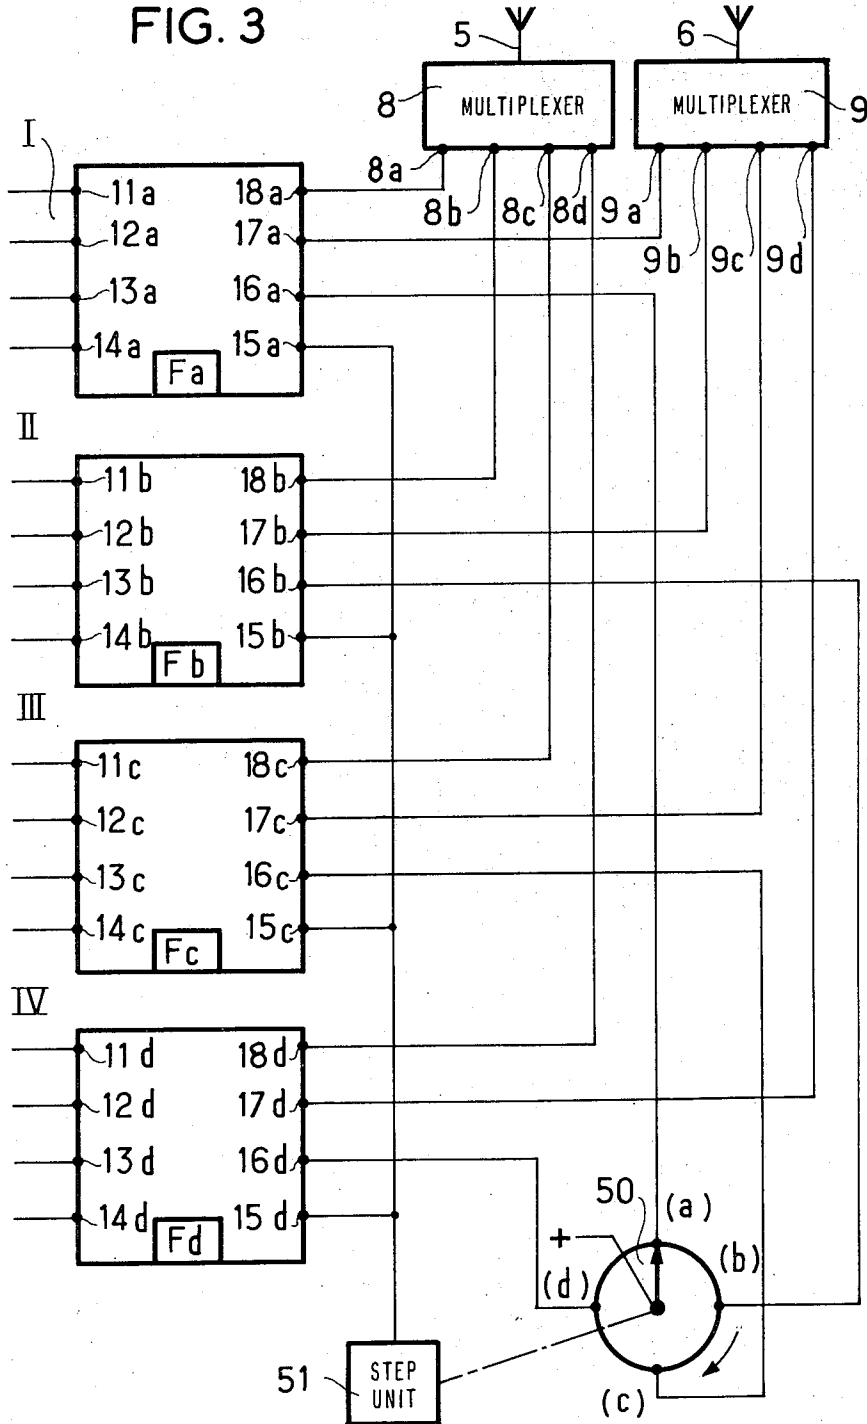 FIG. 3
5
6
8
MULTIPLEXER
MULTIPLEXER
9
8a
8b
8c
8d
9a
9b
9c
9d
I
11a
18a
12a
17a
13a
16a
14a
15a
Fa
II
11b
18b
12b
17b
13b
16b
14b
15b
Fb
III
11c
18c
12c
17c
13c
16c
14c
15c
Fc
IV
11d
18d
12d
17d
13d
16d
14d
15d
Fd
50
(a)
+
(b)
(d)
(c)
51
STEP
UNIT